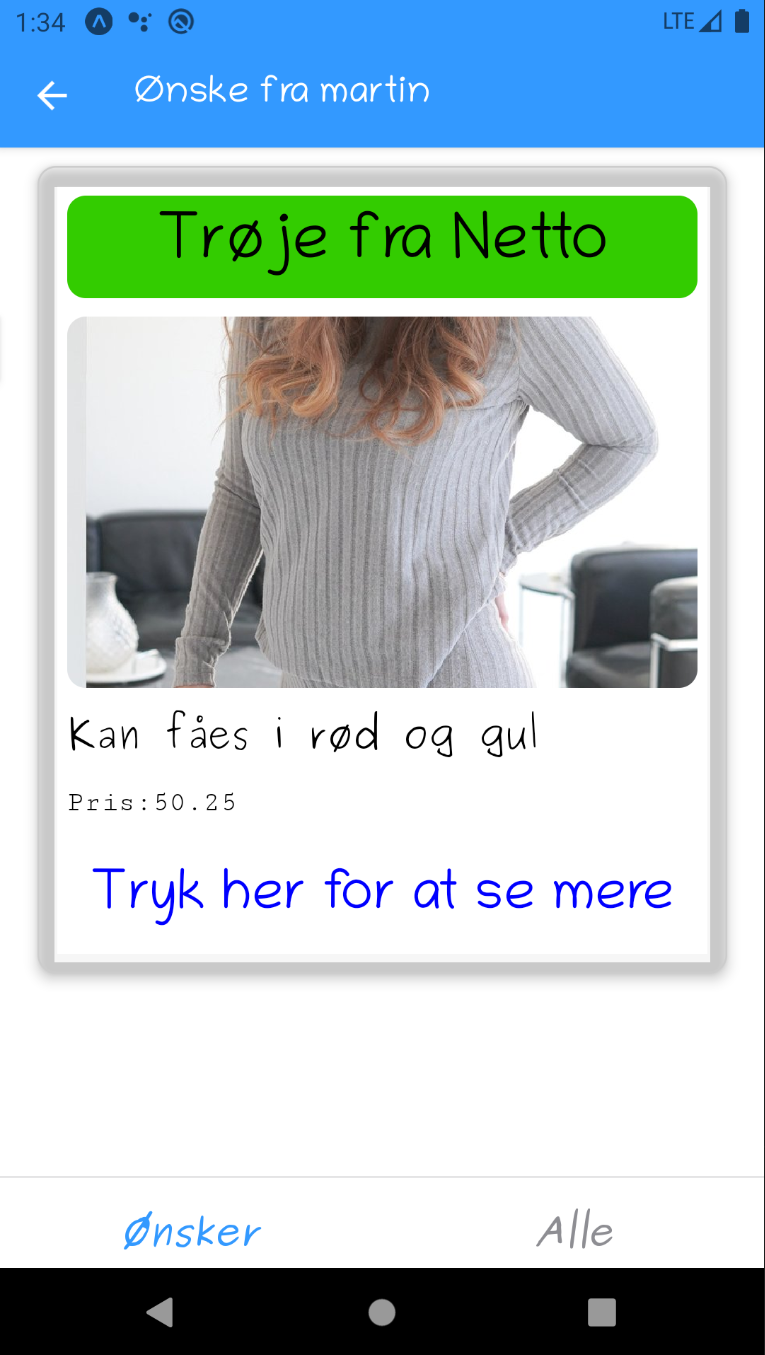 1:34
LTE
Ønske fra martin
Trøje fra Netto
Kan fåes i rød og gul
Pris:50.25
Tryk her for at se mere
Ønsker
Alle